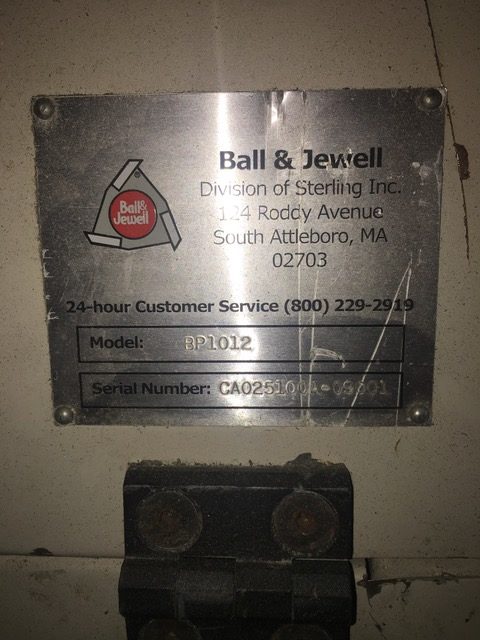 Ball & Jewell
Division of Sterling Inc.
124 Roddy Avenue
South Attleboro, MA
02703
Ball&
Jewell
24-hour Customer Service (800) 229-2919
Model: BP1012
Serial Number: